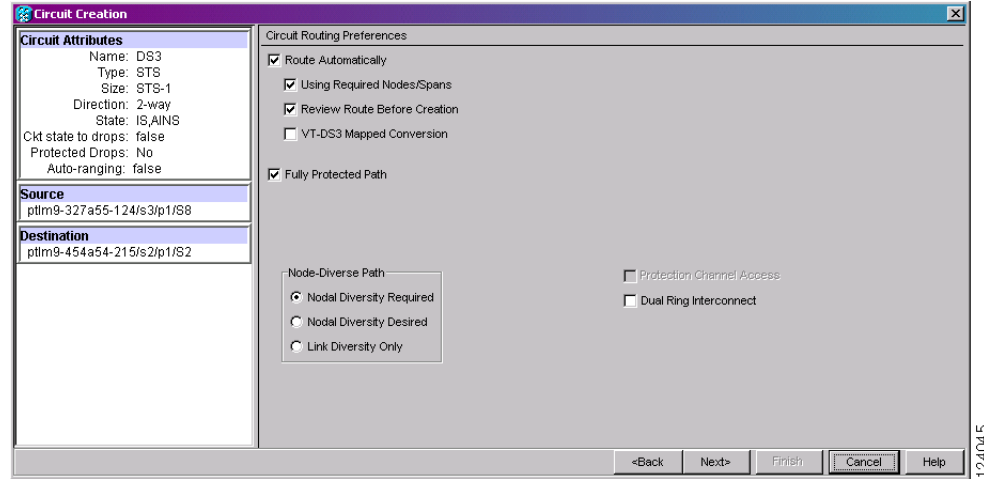 Circuit Creation
Circuit Attributes
Name: DS3
Type: STS
Size: STS-1
Direction: 2-way
State: IS,AINS
Ckt state to drops: false
Protected Drops: No
Auto-ranging: false
Source
ptlm9-327a55-124/s3/p1/S8
Destination
ptlm9-454a54-215/s2/p1/S2
Circuit Routing Preferences
Route Automatically
Using Required Nodes/Spans
Review Route Before Creation
VT-DS3 Mapped Conversion
Fully Protected Path
Node-Diverse Path
Nodal Diversity Required
Nodal Diversity Desired
Link Diversity Only
Protection Channel Access
Dual Ring Interconnect
<Back Next> Finish Cancel Help
124045